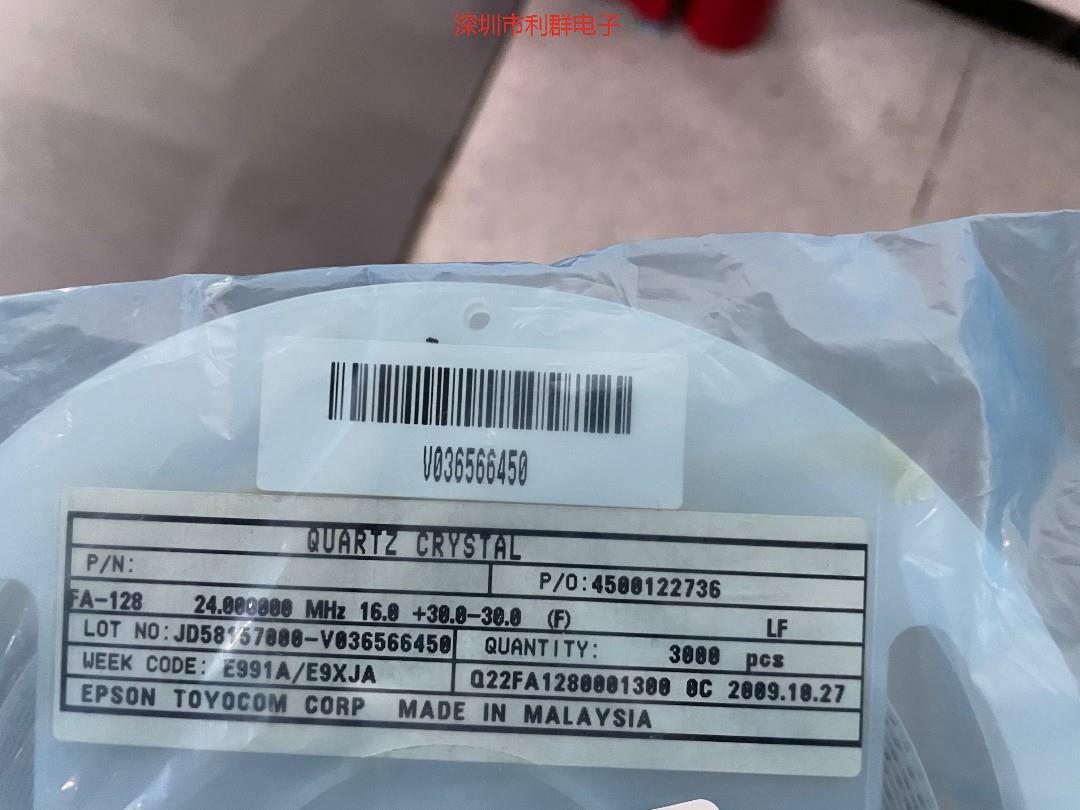 深圳市利群电子
V036566450
QUARTZ CRYSTAL
P/N:
P/O:4500122736
FA-128 24.000000 MHz 16.0 +30.0-30.0 (F) LF
LOT NO:JD58157000-V036566450
QUANTITY: 3000 pcs
WEEK CODE: E991A/E9XJA
Q22FA1280001300 0C 2009.10.27
EPSON TOYOCOM CORP MADE IN MALAYSIA